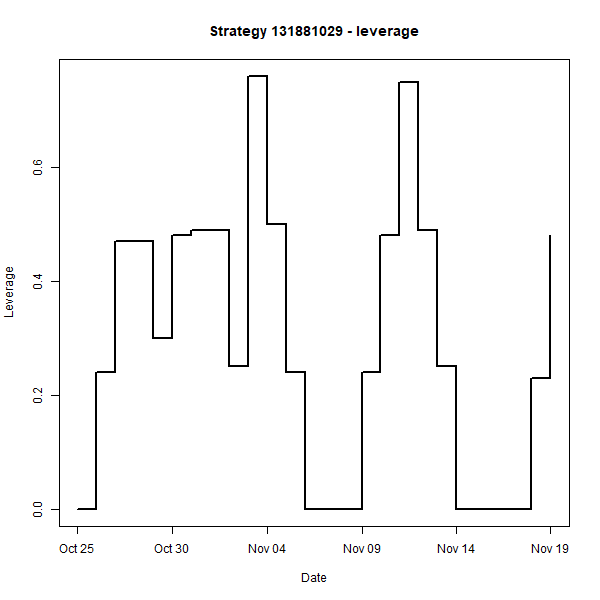 Strategy 131881029 - leverage
Leverage
0.6
0.4
0.2
0.0
Oct 25 Oct 30 Nov 04 Nov 09 Nov 14 Nov 19
Date